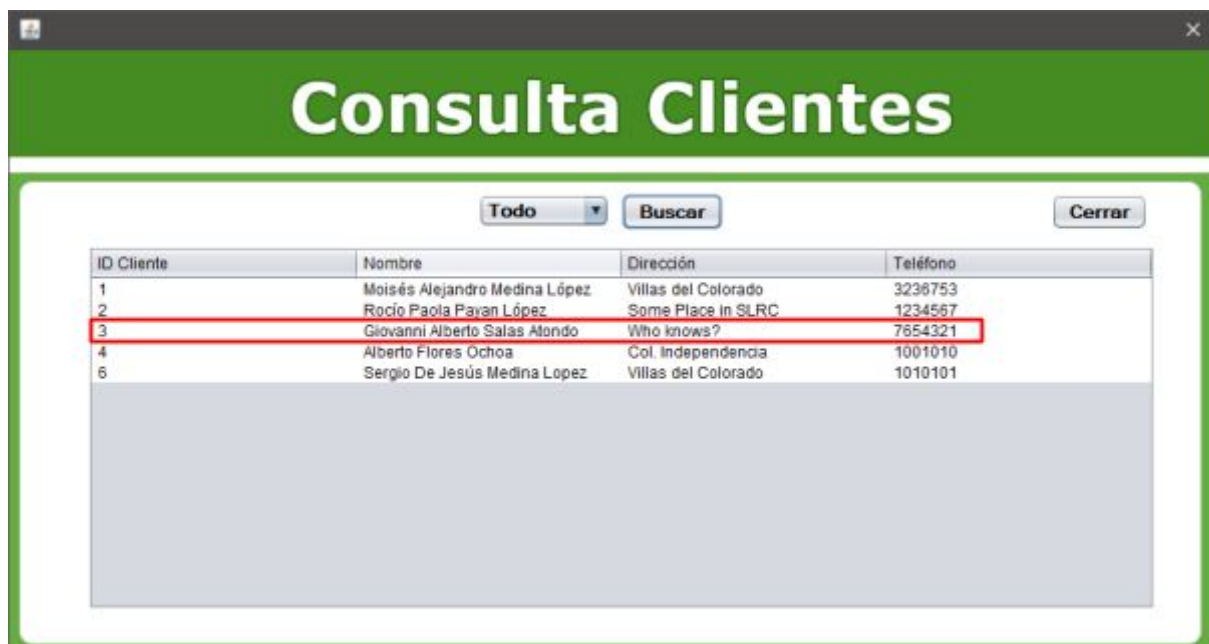 Consulta Clientes
Todo Buscar Cerrar
ID Cliente Nombre Dirección Teléfono
1 Moisés Alejandro Medina López Villas del Colorado 3236753
2 Rocío Paola Payan López Some Place in SLRC 1234567
3 Giovanni Alberto Salas Atondo Who knows? 7654321
4 Alberto Flores Ochoa Col. Independencia 1001010
6 Sergio De Jesús Medina Lopez Villas del Colorado 1010101